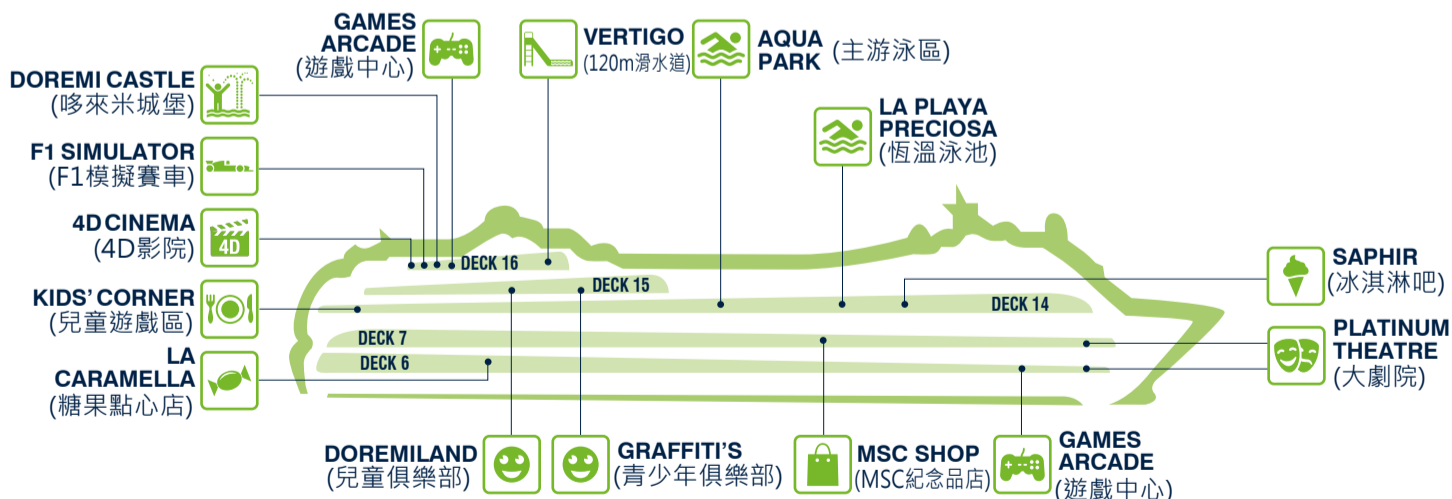 GAMES
ARCADE
(遊戲中心)
VERTIGO
(120m滑水道)
AQUA
PARK
(主游泳區)
DOREMI CASTLE
(哆來米城堡)
LA PLAYA
PRECIOSA
(恆溫泳池)
F1 SIMULATOR
(F1模擬賽車)
4D CINEMA
(4D影院)
4D
DECK 16
SAPHIR
(冰淇淋吧)
DECK 15
KIDS' CORNER
(兒童遊戲區)
DECK 14
PLATINUM
THEATRE
(大劇院)
DECK 7
LA
CARAMELLA
(糖果點心店)
DECK 6
DOREMILAND
(兒童俱樂部)
GRAFFITI'S
(青少年俱樂部)
MSC SHOP
(MSC紀念品店)
GAMES
ARCADE
(遊戲中心)